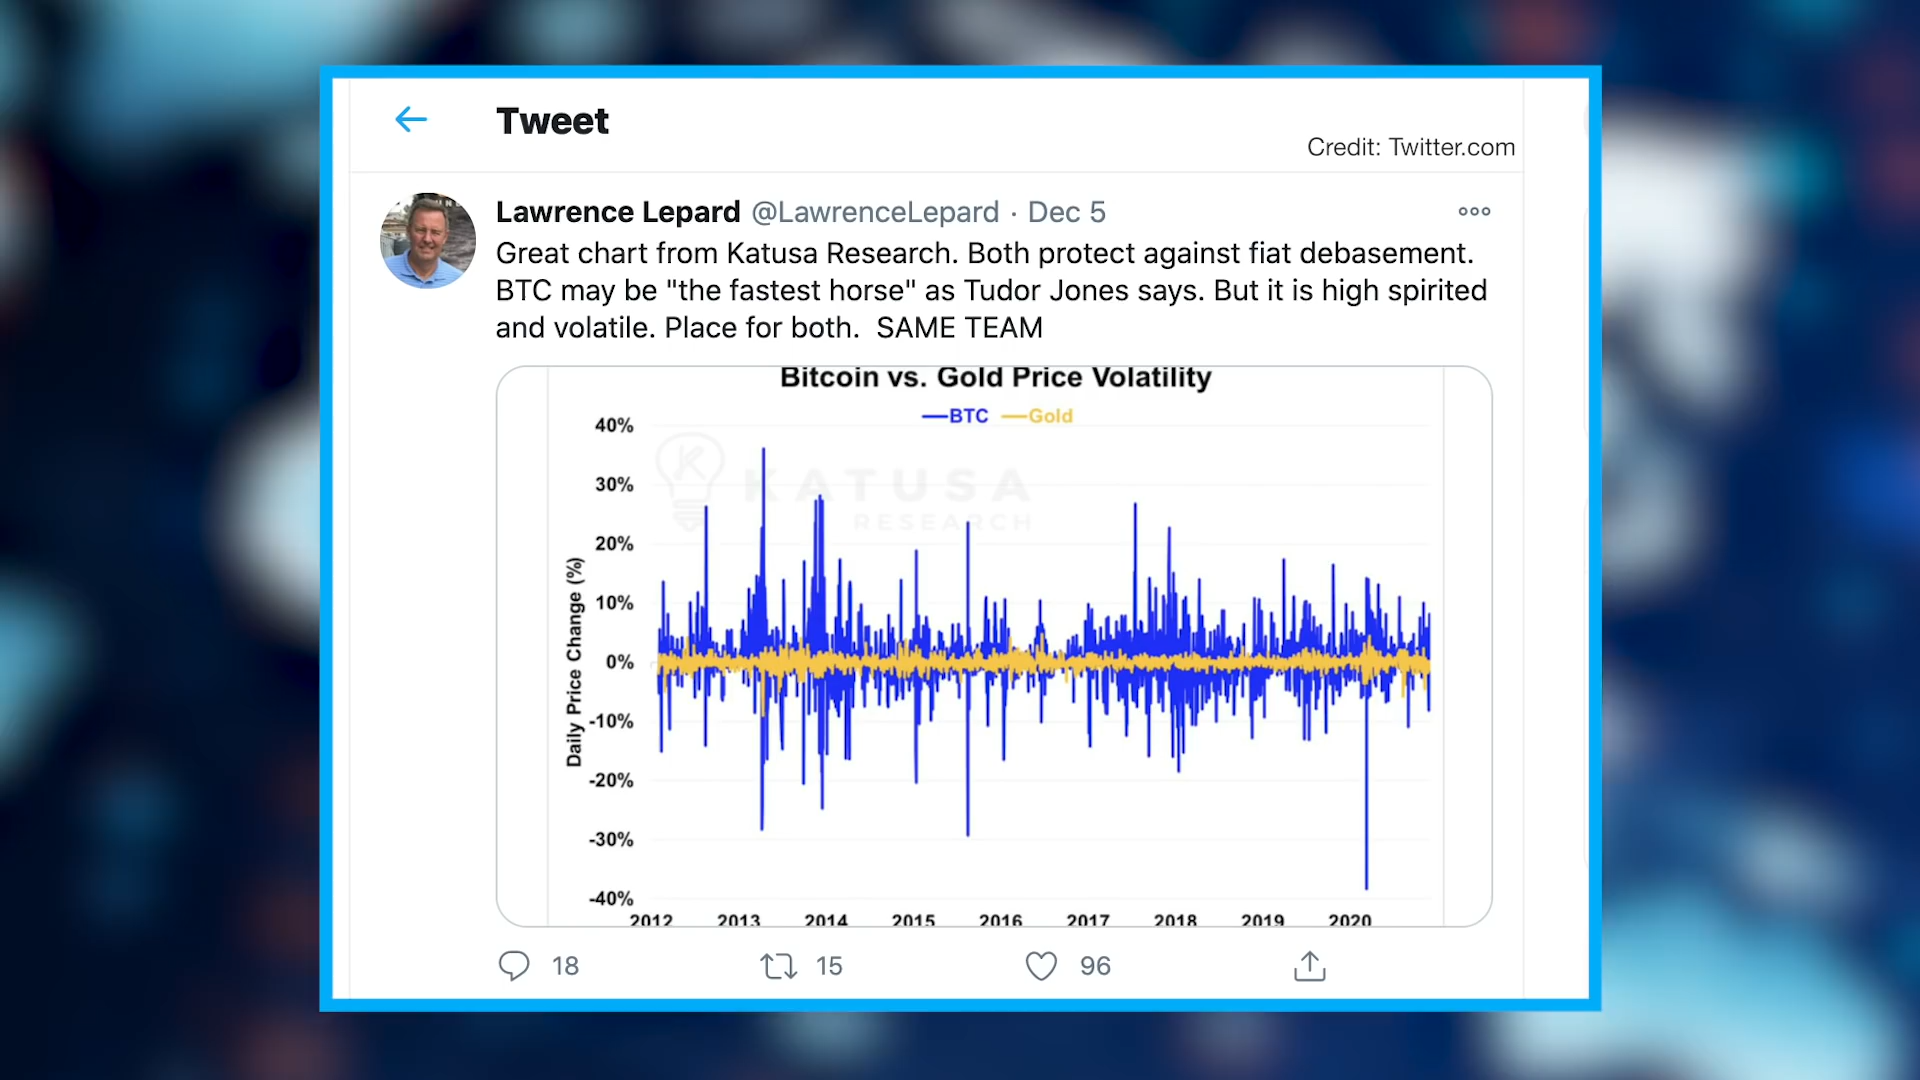 Tweet
Credit: Twitter.com
Lawrence Lepard @LawrenceLepard · Dec 5
Great chart from Katusa Research. Both protect against fiat debasement.
BTC may be "the fastest horse" as Tudor Jones says. But it is high spirited
and volatile. Place for both. SAME TEAM
Bitcoin vs. Gold Price Volatility
BTC Gold
KATUSA
RESEARCH
Daily Price Change (%)
40%
30%
20%
10%
0%
-10%
-20%
-30%
-40%
2012 2013 2014 2015 2016 2017 2018 2019 2020
18 15 96